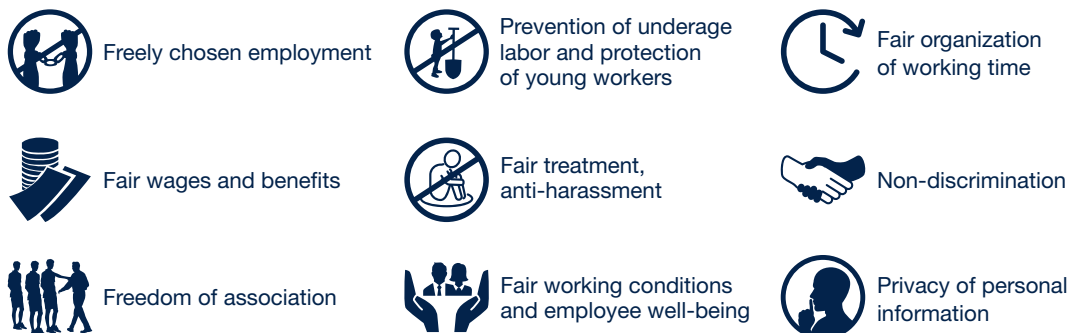 Freely chosen employment
Prevention of underage
labor and protection
of young workers
Fair organization
of working time
Fair wages and benefits
Fair treatment,
anti-harassment
Non-discrimination
Freedom of association
Fair working conditions
and employee well-being
Privacy of personal
information